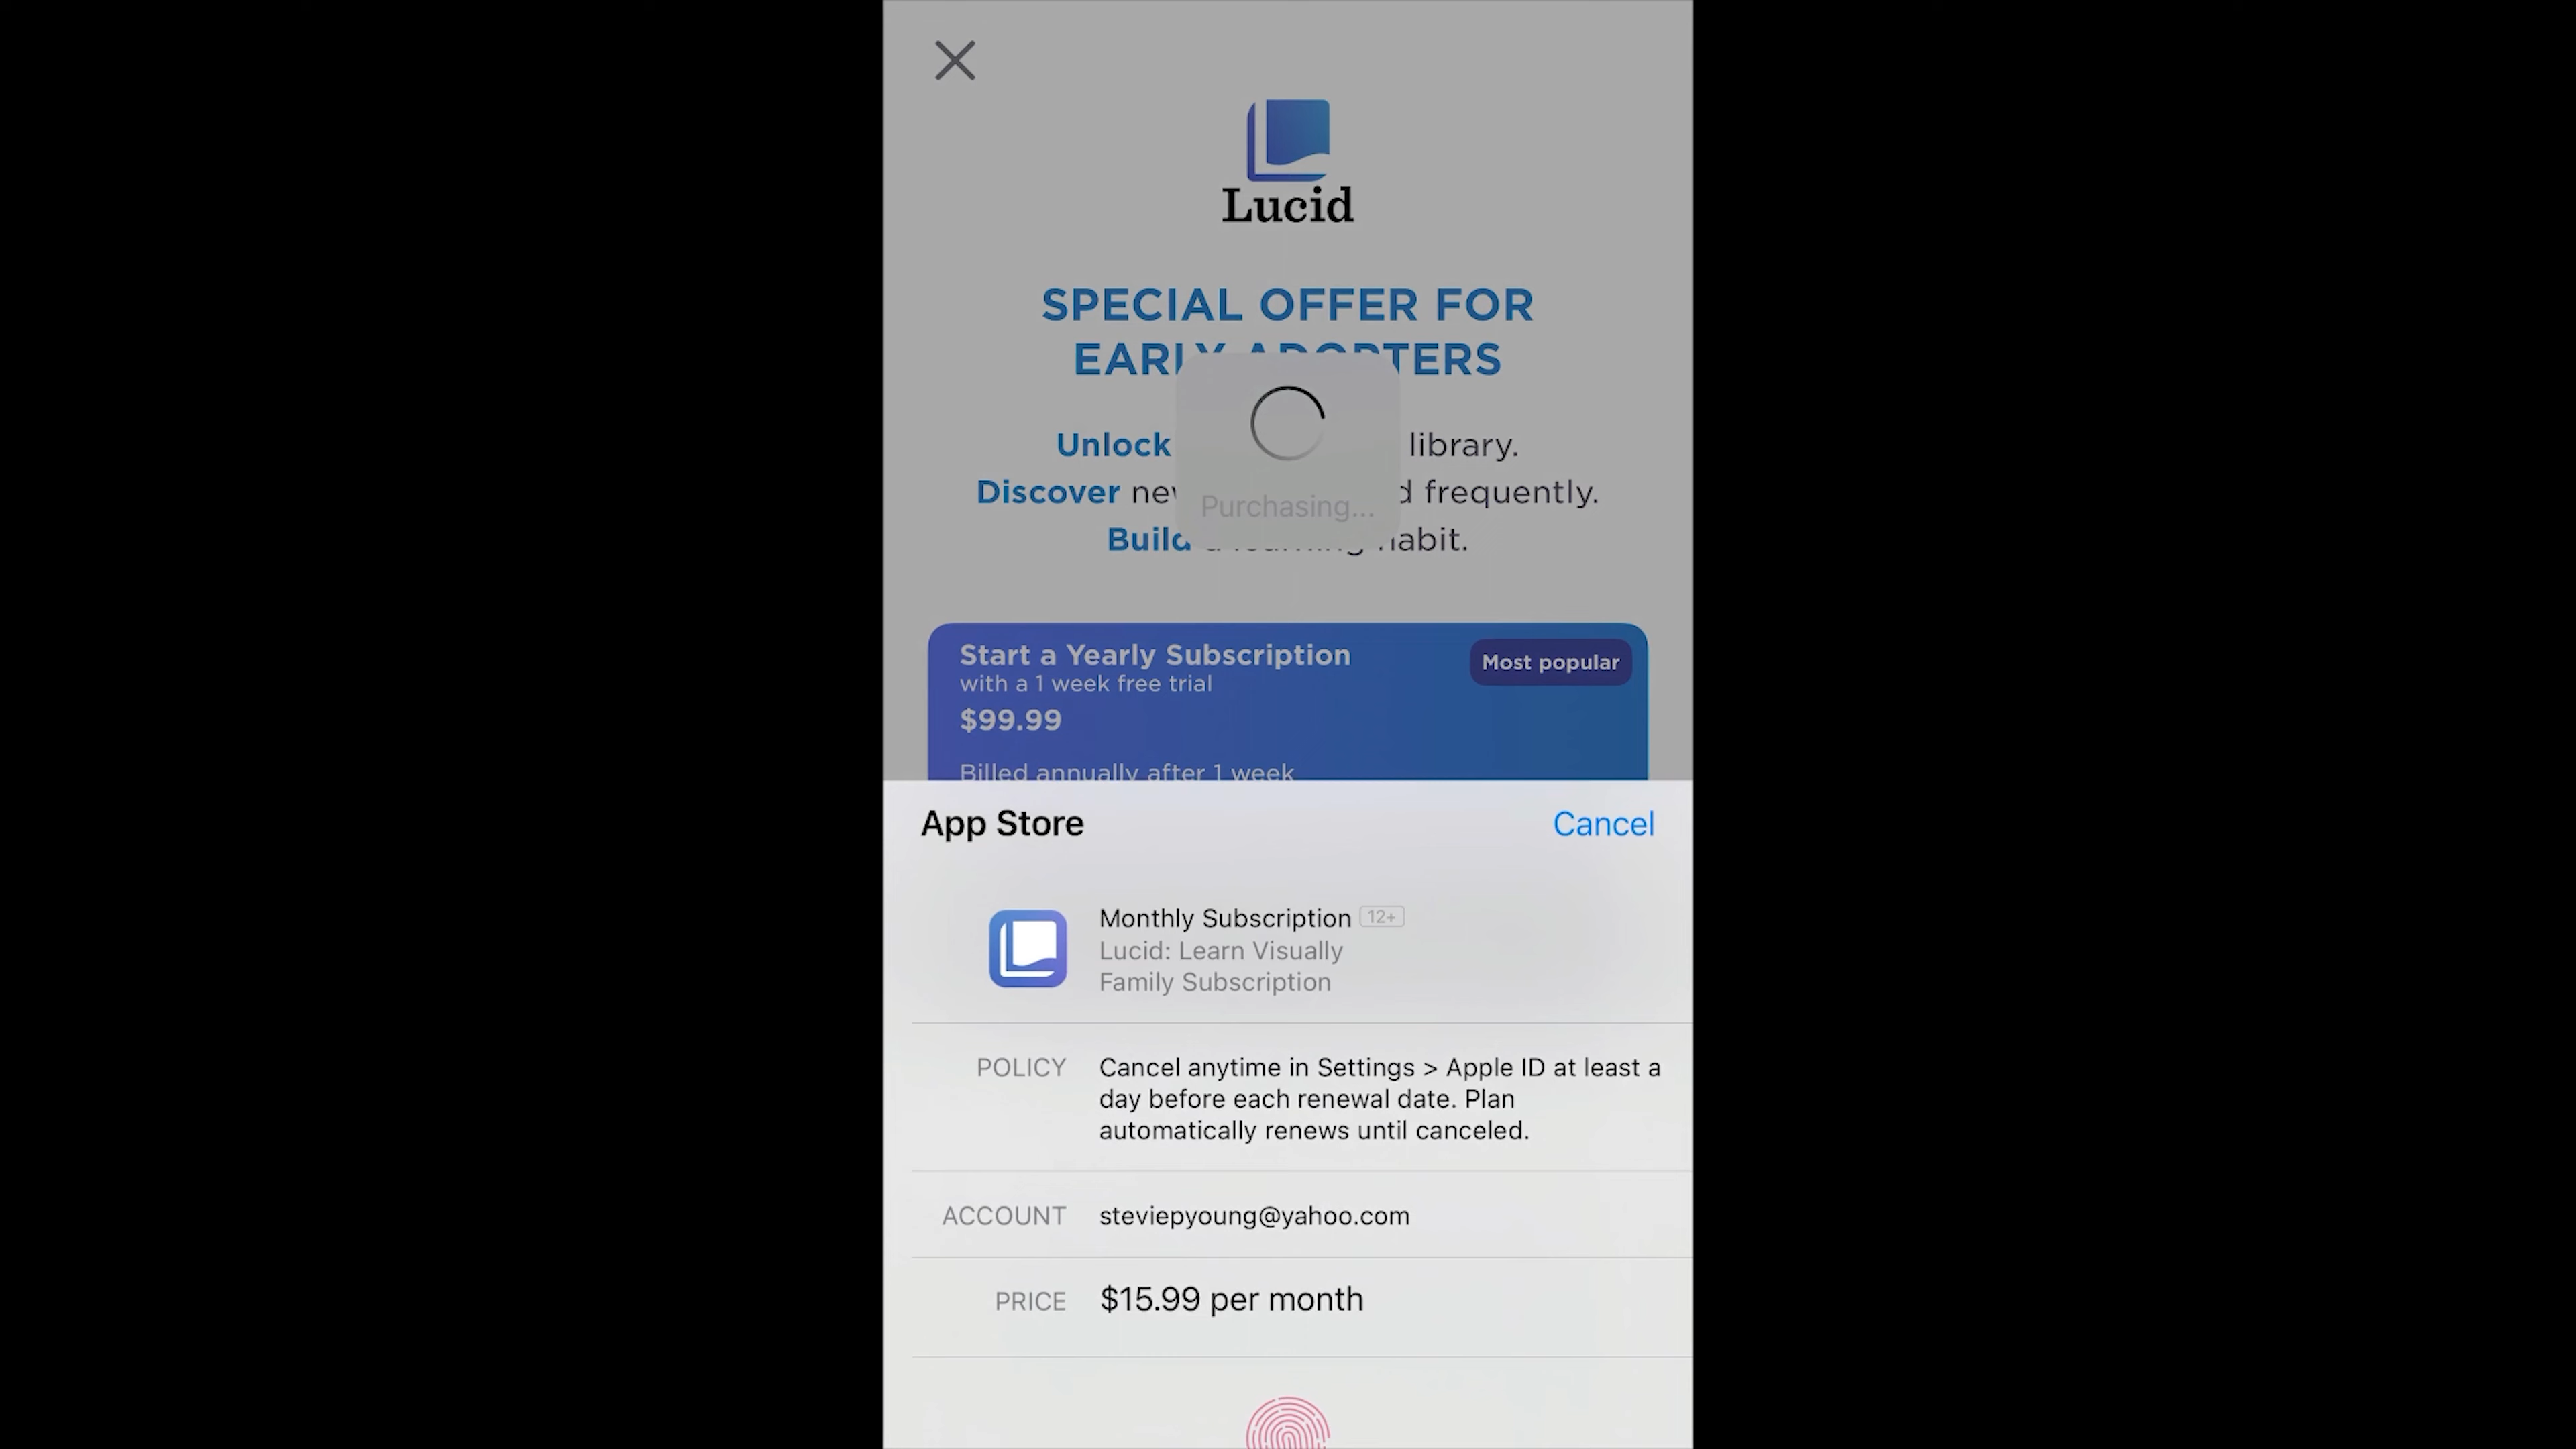 Lucid
SPECIAL OFFER FOR
EARLY ADOPTERS
Unlock library.
Discover frequently.
Purchasing...
Build a learning habit.
Start a Yearly Subscription
Most popular
with a 1 week free trial
$99.99
Billed annually after 1 week
App Store
Cancel
Monthly Subscription 12+
Lucid: Learn Visually
Family Subscription
POLICY
Cancel anytime in Settings > Apple ID at least a
day before each renewal date. Plan
automatically renews until canceled.
ACCOUNT
steviepyoung@yahoo.com
PRICE
$15.99 per month